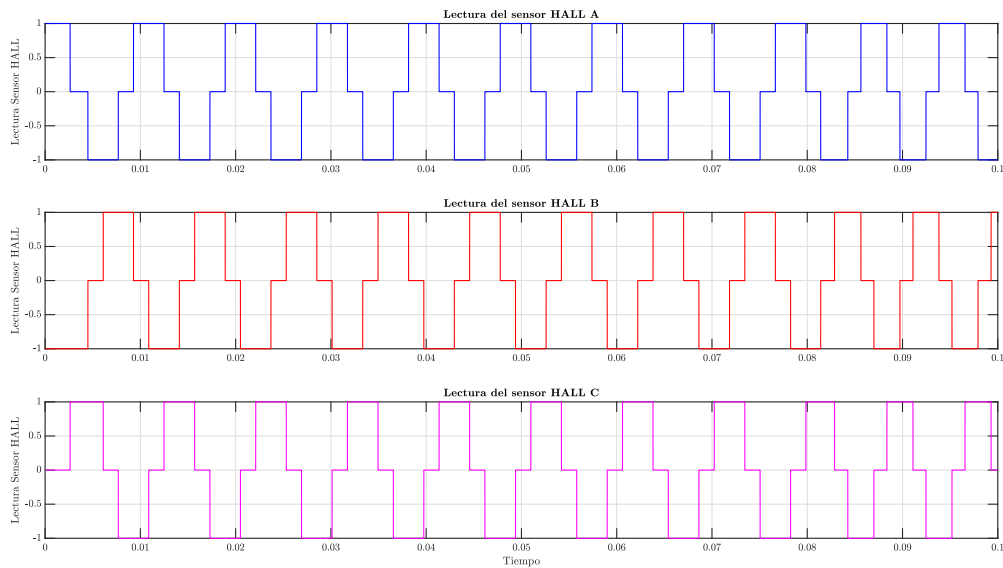 Lectura del sensor HALL A
Lectura Sensor HALL
1
0.5
0
-0.5
-1
0 0.01 0.02 0.03 0.04 0.05 0.06 0.07 0.08 0.09 0.1
Lectura del sensor HALL B
Lectura Sensor HALL
1
0.5
0
-0.5
-1
0 0.01 0.02 0.03 0.04 0.05 0.06 0.07 0.08 0.09 0.1
Lectura del sensor HALL C
Lectura Sensor HALL
1
0.5
0
-0.5
-1
0 0.01 0.02 0.03 0.04 0.05 0.06 0.07 0.08 0.09 0.1
Tiempo